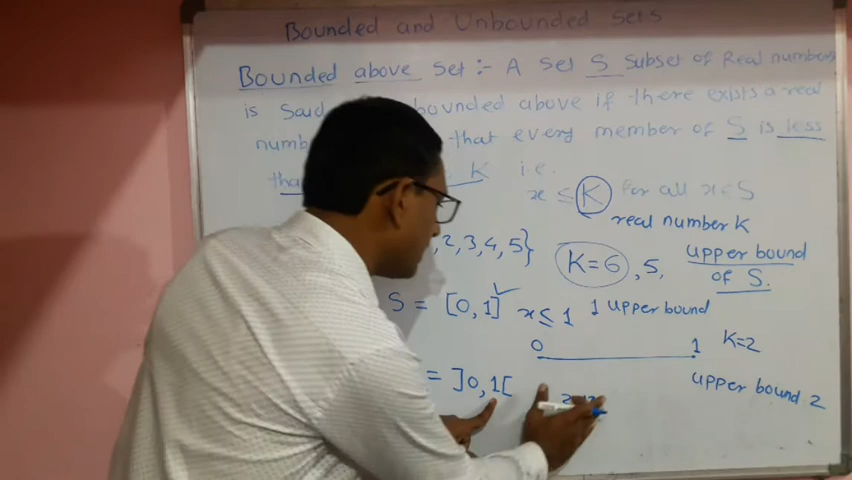 Bounded and Unbounded Sets
Bounded above set :- A set S subset of Real numbers
is Said bounded above if there exists a real
that every member of S is less
K i.e.
x ≤ K for all x ∈ S
real number K
2, 3, 4, 5}
K=6 , 5, upper bound
of S.
S = [0, 1] ✓ x ≤ 1 1 upper bound
0 1 K=2
= ]0, 1[
upper bound 2